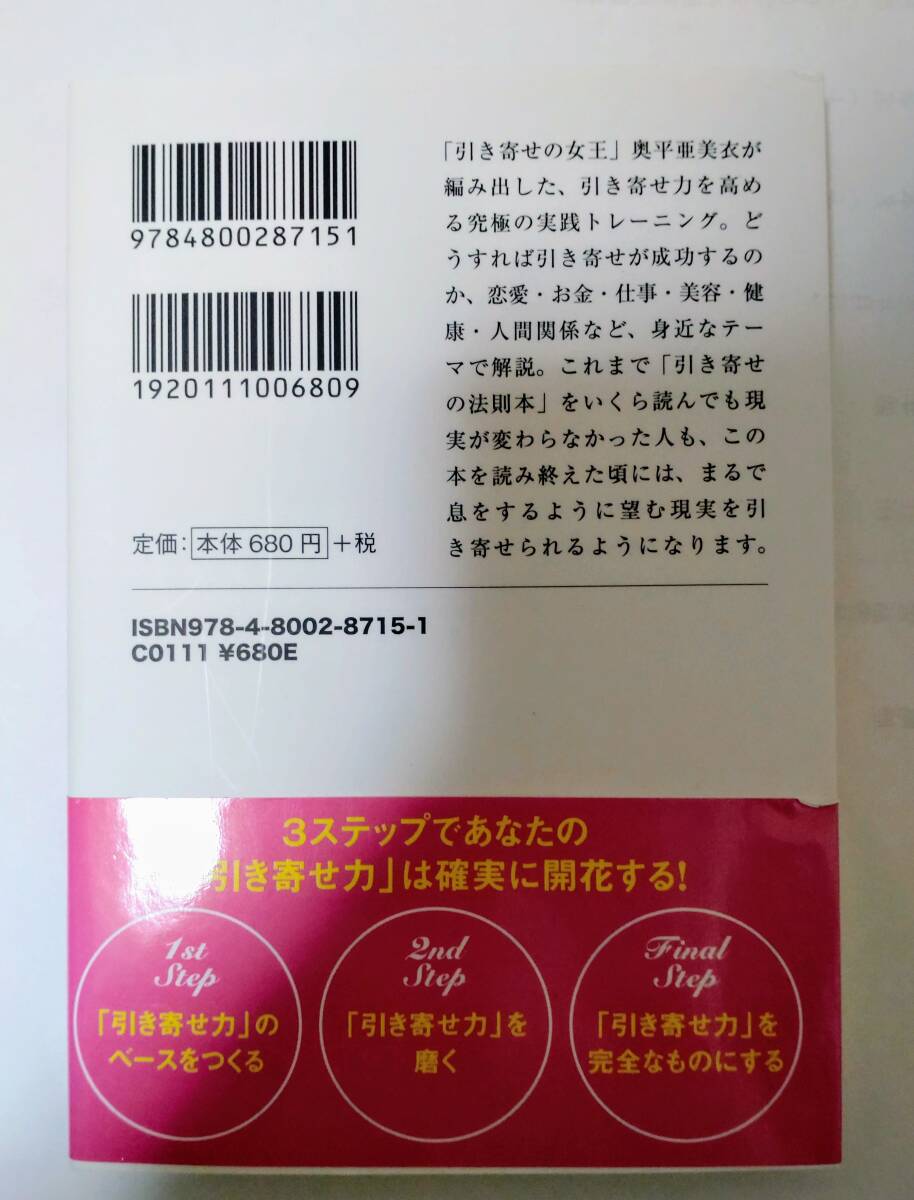 9784800287151
1920111006809
定価:本体 680 円+税
「引き寄せの女王」奥平亜美衣が
編み出した、引き寄せ力を高め
る究極の実践トレーニング。ど
うすれば引き寄せが成功するの
か、恋愛・お金・仕事・美容・健
康・人間関係など、身近なテー
マで解説。これまで「引き寄せ
の法則本」をいくら読んでも現
実が変わらなかった人も、この
本を読み終えた頃には、まるで
息をするように望む現実を引
き寄せられるようになります。
ISBN978-4-8002-8715-1
C0111 ¥680E
3ステップであなたの
「引き寄せ力」は確実に開花する!
1st
Step
「引き寄せ力」の
ベースをつくる
2nd
Step
「引き寄せ力」を
磨く
Final
Step
「引き寄せ力」を
完全なものにする